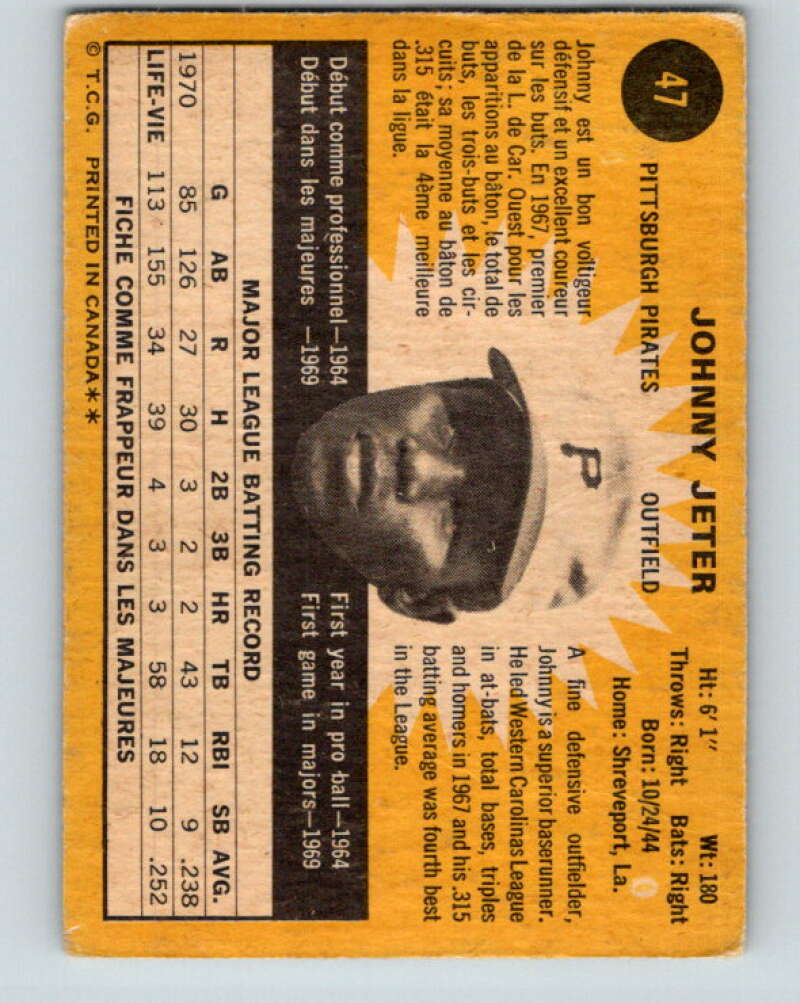 47
JOHNNY JETER
PITTSBURGH PIRATES OUTFIELD
Ht: 6' 1" Wt: 180
Throws: Right Bats: Right
Born: 10/24/44
Home: Shreveport, La.
Johnny est un bon voltigeur
défensif et un excellent coureur
sur les buts. En 1967, premier
de la L. de Car. Ouest pour les
apparitions au bâton, le total de
buts, les trois-buts et les cir-
cuits; sa moyenne au bâton de
.315 était la 4ème meilleure
dans la ligue.
P
A fine defensive outfielder,
Johnny is a superior baserunner.
He led Western Carolinas League
in at-bats, total bases, triples
and homers in 1967 and his .315
batting average was fourth best
in the League.
Début comme professionnel—1964
Début dans les majeures —1969
First year in pro ball—1964
First game in majors—1969
MAJOR LEAGUE BATTING RECORD
G AB R H 2B 3B HR TB RBI SB AVG.
1970 85 126 27 30 3 2 2 43 12 9 .238
LIFE-VIE 113 155 34 39 4 3 3 58 18 10 .252
FICHE COMME FRAPPEUR DANS LES MAJEURES
© T.C.G. PRINTED IN CANADA**